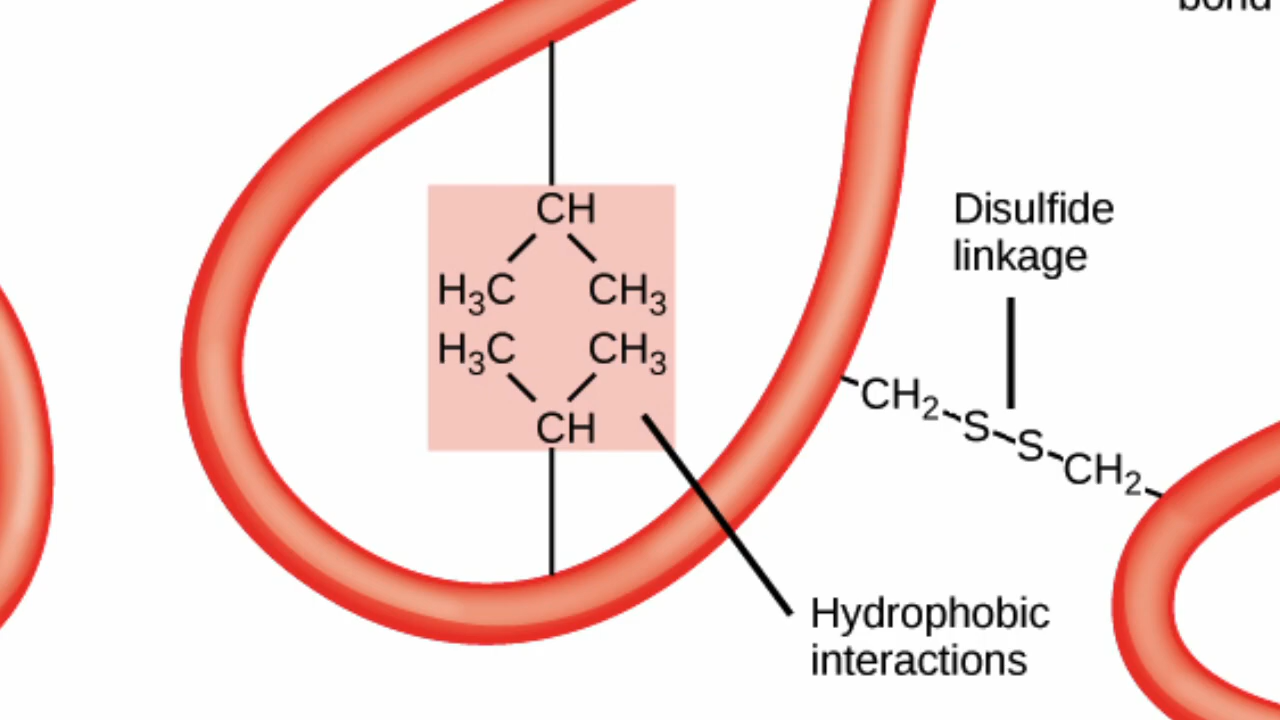 bond
CH
H₃C CH₃
H₃C CH₃
CH
Disulfide
linkage
CH₂
S
S
CH₂
Hydrophobic
interactions